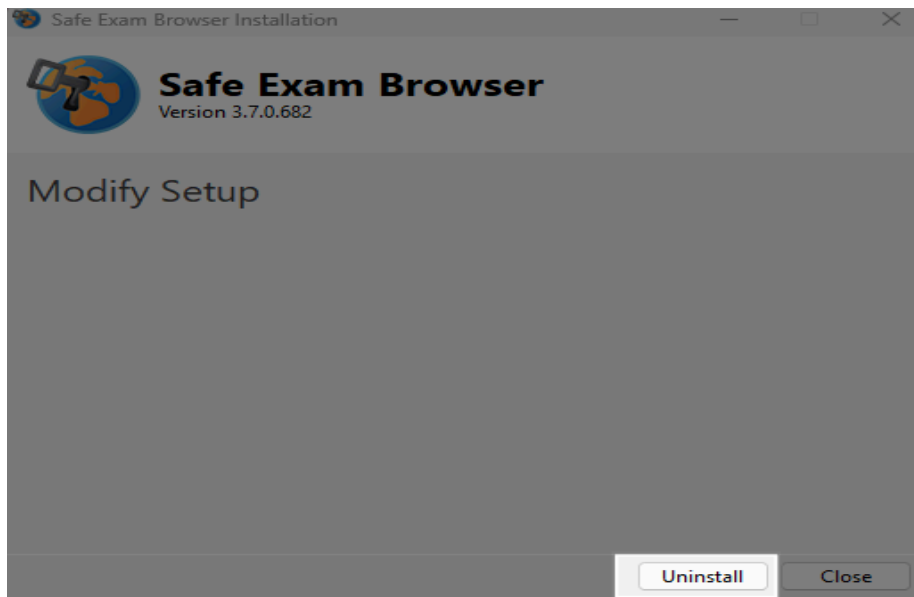 Safe Exam Browser Installation
Safe Exam Browser
Version 3.7.0.682
Modify Setup
Uninstall
Close